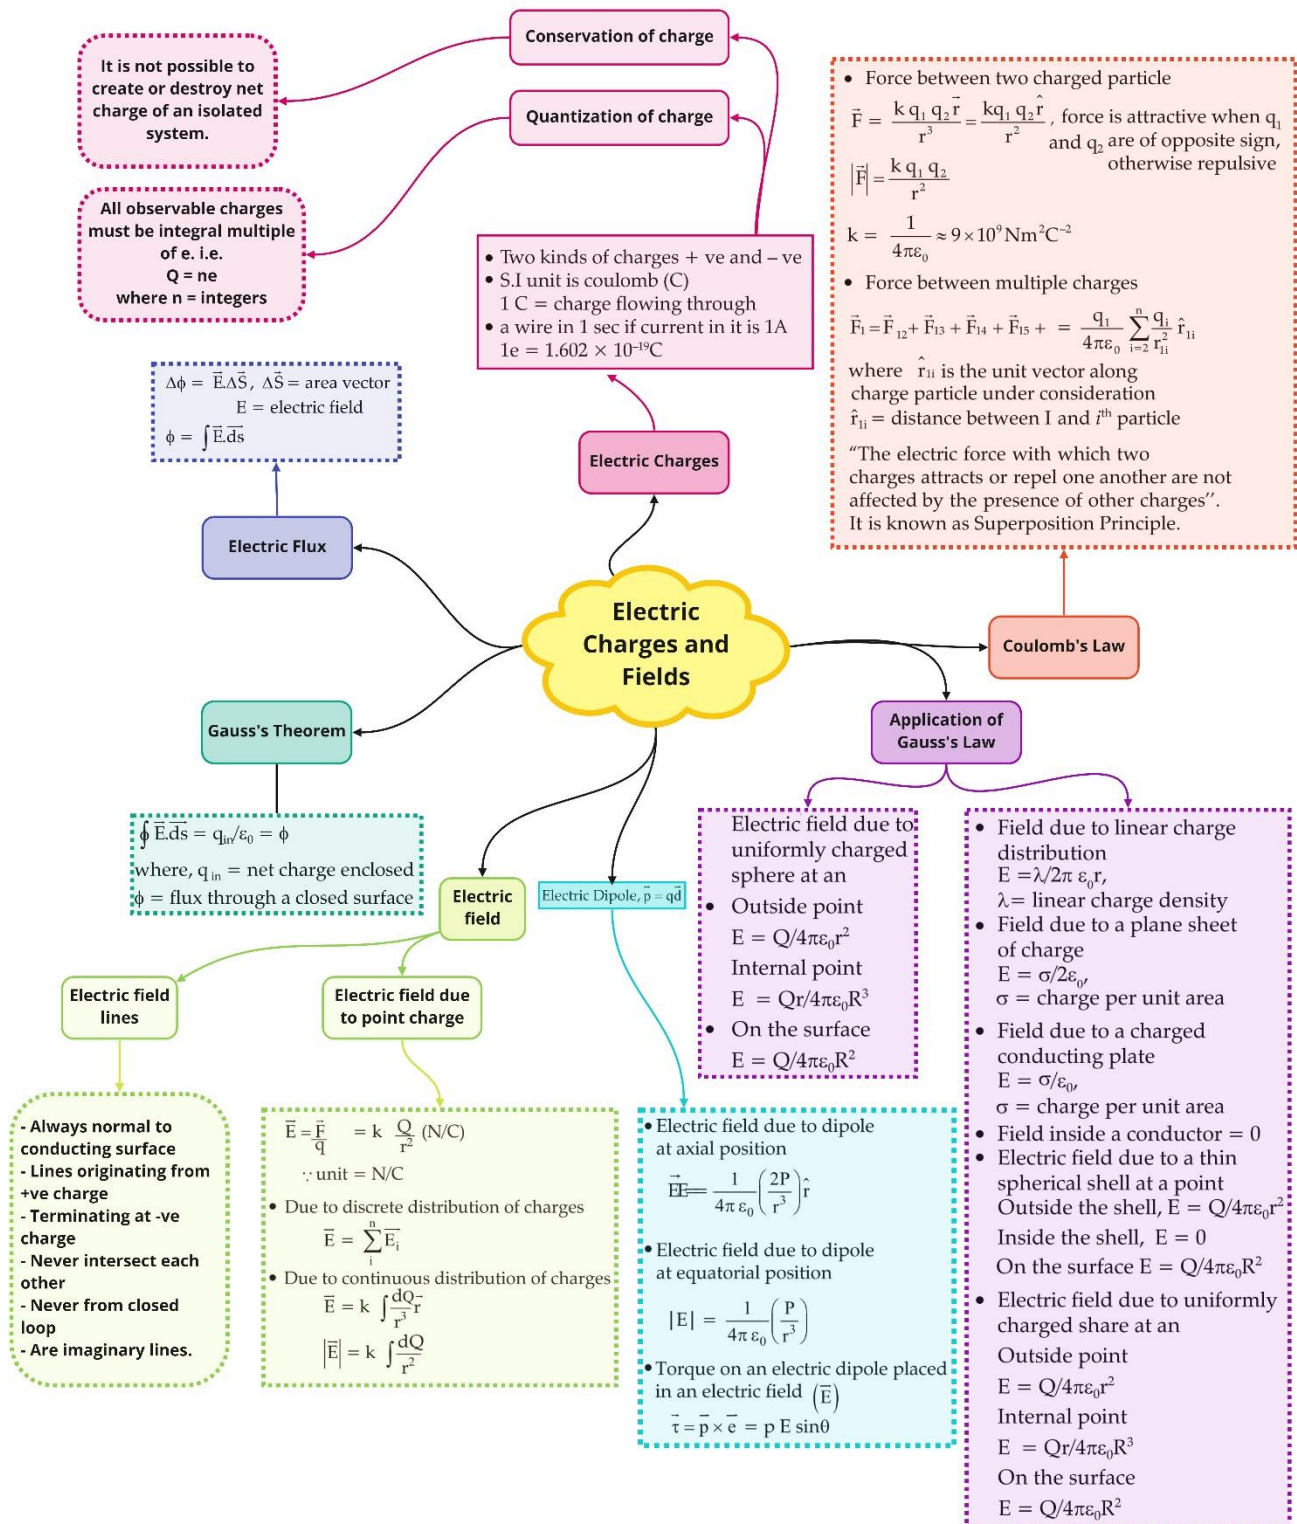 Conservation of charge
It is not possible to
create or destroy net
charge of an isolated
system.
Quantization of charge
All observable charges
must be integral multiple
of e. i.e.
Q = ne
where n = integers
• Two kinds of charges + ve and – ve
• S.I unit is coulomb (C)
1 C = charge flowing through
• a wire in 1 sec if current in it is 1A
1e = 1.602 × 10⁻¹⁹C
Electric Charges
• Force between two charged particle
F⃗ = k q₁ q₂ r⃗ / r³ = kq₁ q₂ r̂ / r² , force is attractive when q₁
and q₂ are of opposite sign,
otherwise repulsive
|F⃗| = k q₁ q₂ / r²
k = 1 / 4πε₀ ≈ 9×10⁹ Nm²C⁻²
• Force between multiple charges
F⃗₁ = F⃗₁₂ + F⃗₁₃ + F⃗₁₄ + F⃗₁₅ + = q₁ / 4πε₀ ∑ⁿᵢ₌₂ qᵢ / r²₁ᵢ r̂₁ᵢ
where r̂₁ᵢ is the unit vector along
charge particle under consideration
r̂₁ᵢ = distance between I and iᵗʰ particle
“The electric force with which two
charges attracts or repel one another are not
affected by the presence of other charges’’.
It is known as Superposition Principle.
Coulomb's Law
Δϕ = E⃗.ΔS⃗, ΔS⃗ = area vector
E = electric field
ϕ = ∫E⃗.ds⃗
Electric Flux
Electric
Charges and
Fields
Gauss's Theorem
∮ E⃗.ds⃗ = qᵢₙ/ε₀ = ϕ
where, q ᵢₙ = net charge enclosed
ϕ = flux through a closed surface
Application of
Gauss's Law
Electric field due to
uniformly charged
sphere at an
• Outside point
E = Q/4πε₀r²
Internal point
E = Qr/4πε₀R³
• On the surface
E = Q/4πε₀R²
• Field due to linear charge
distribution
E =λ/2π ε₀r,
λ= linear charge density
• Field due to a plane sheet
of charge
E = σ/2ε₀,
σ = charge per unit area
• Field due to a charged
conducting plate
E = σ/ε₀,
σ = charge per unit area
• Field inside a conductor = 0
• Electric field due to a thin
spherical shell at a point
Outside the shell, E = Q/4πε₀r²
Inside the shell, E = 0
On the surface E = Q/4πε₀R²
• Electric field due to uniformly
charged share at an
Outside point
E = Q/4πε₀r²
Internal point
E = Qr/4πε₀R³
On the surface
E = Q/4πε₀R²
Electric
field
Electric Dipole, p⃗ = qd⃗
Electric field
lines
- Always normal to
conducting surface
- Lines originating from
+ve charge
- Terminating at -ve
charge
- Never intersect each
other
- Never from closed
loop
- Are imaginary lines.
Electric field due
to point charge
E⃗ = F⃗ / q = k Q / r² (N/C)
∵ unit = N/C
• Due to discrete distribution of charges
E⃗ = ∑ⁿᵢ E⃗ᵢ
• Due to continuous distribution of charges
E⃗ = k ∫ dQ / r³ r⃗
|E⃗| = k ∫ dQ / r²
• Electric field due to dipole
at axial position
E⃗E== 1 / 4π ε₀ (2P / r³) r̂
• Electric field due to dipole
at equatorial position
|E| = 1 / 4π ε₀ (P / r³)
• Torque on an electric dipole placed
in an electric field (E⃗)
τ⃗ = p⃗ × e⃗ = p E sinθ